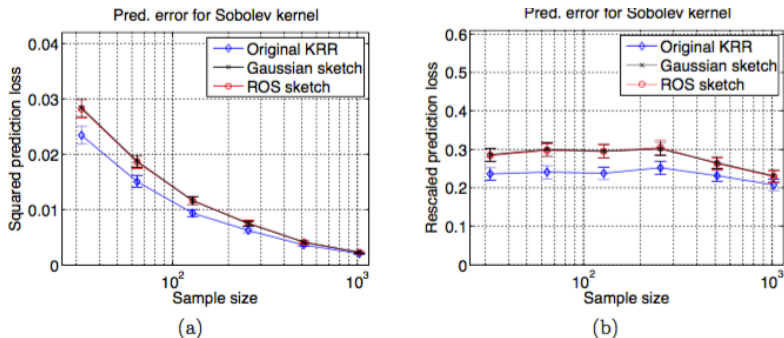 Pred. error for Sobolev kernel
0.04
0.03
0.02
0.01
0
Squared prediction loss
Original KRR
Gaussian sketch
ROS sketch
10²
10³
Sample size
(a)
Pred. error for Sobolev kernel
0.6
0.5
0.4
0.3
0.2
0.1
0
Rescaled prediction loss
Original KRR
Gaussian sketch
ROS sketch
10²
10³
Sample size
(b)